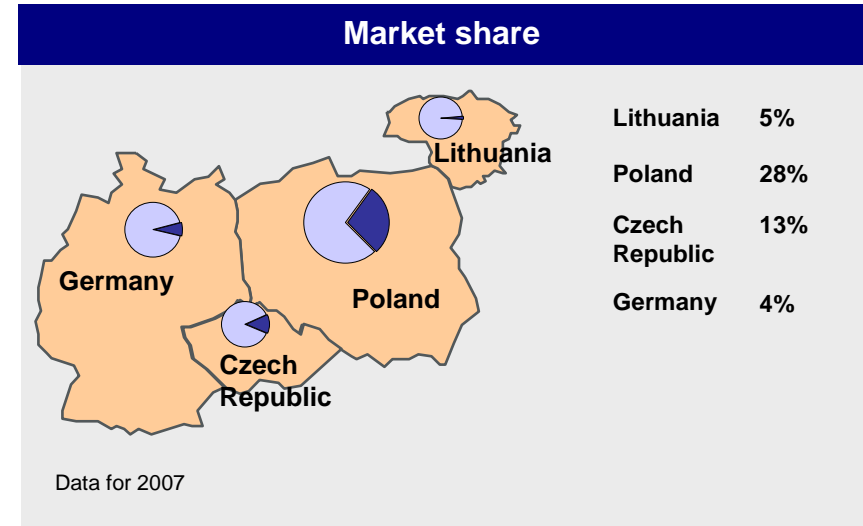 Market share
Lithuania
Germany
Poland
Czech
Republic
Lithuania 5%
Poland 28%
Czech 13%
Republic
Germany 4%
Data for 2007